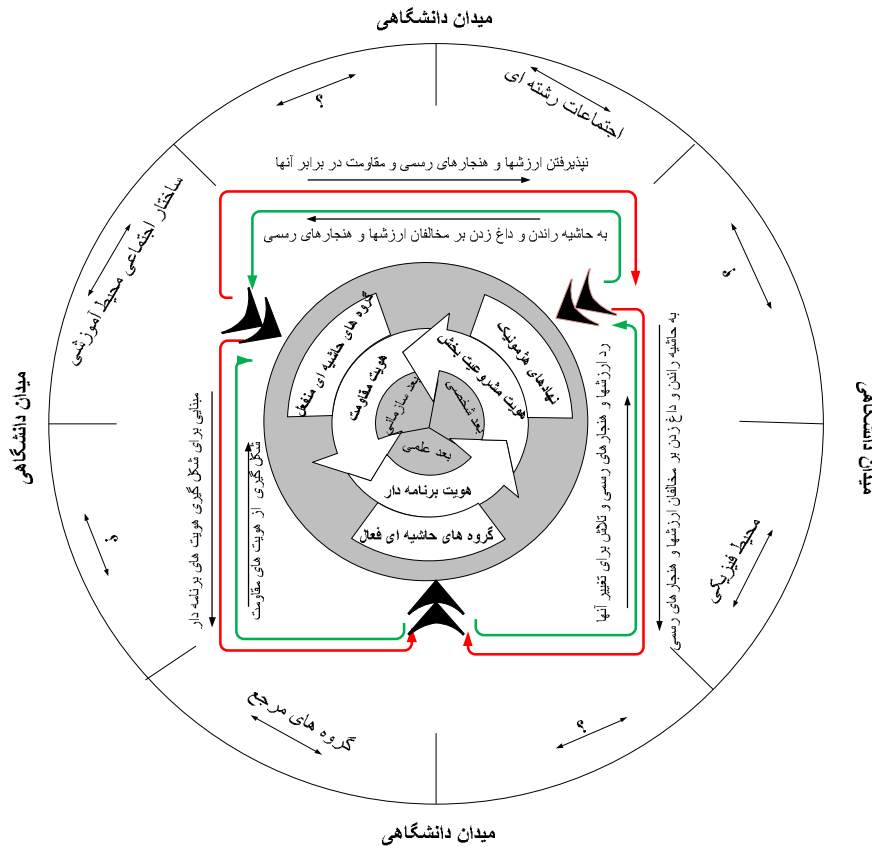 میدان دانشگاهی
؟
اجتماعات رشته ای
نپذیرفتن ارزشها و هنجارهای رسمی و مقاومت در برابر آنها
به حاشیه راندن و داغ زدن بر مخالفان ارزشها و هنجارهای رسمی
ساختار اجتماعی محیط آموزشی
؟
گروه های حاشیه ای منفعل
نهادهای هژمونیک
هویت مقاومت
هویت مشروعیت بخش
بعد سازمانی
بعد شخصی
بعد علمی
هویت برنامه دار
گروه های حاشیه ای فعال
میدان دانشگاهی
میدان دانشگاهی
مبنایی برای شکل گیری هویت های برنامه دار
شکل گیری از هویت های مقاومت
رد ارزشها و هنجارهای رسمی و تلاش برای تغییر آنها
به حاشیه راندن و داغ زدن بر مخالفان ارزشها و هنجارهای رسمی
؟
محیط فیزیکی
گروه های مرجع
؟
میدان دانشگاهی